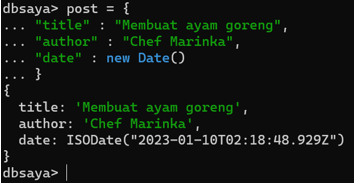 dbsaya> post = {
... "title" : "Membuat ayam goreng",
... "author" : "Chef Marinka",
... "date" : new Date()
... }
{
  title: 'Membuat ayam goreng',
  author: 'Chef Marinka',
  date: ISODate("2023-01-10T02:18:48.929Z")
}
dbsaya>